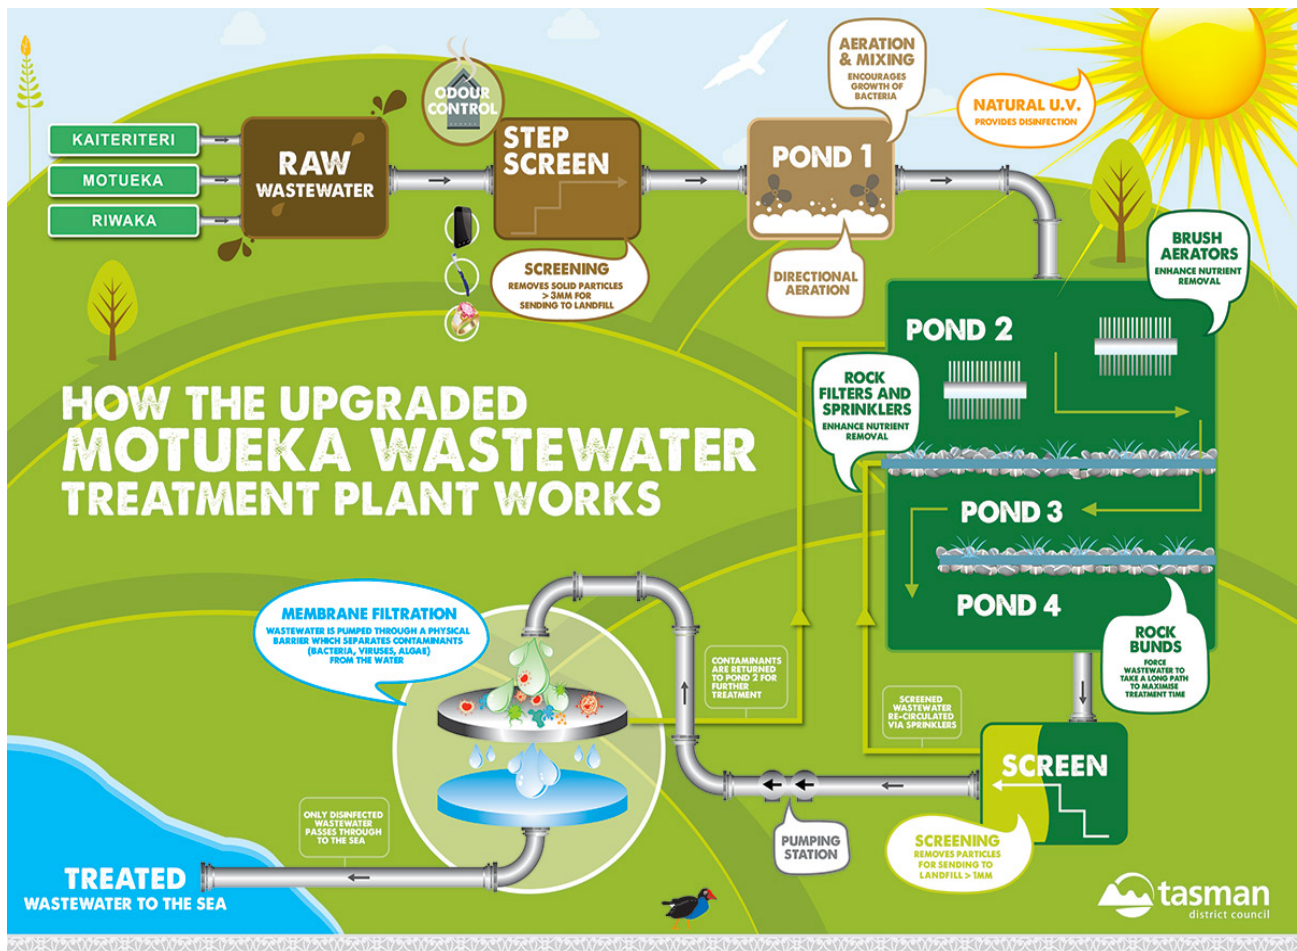 ODOUR
CONTROL
AERATION
& MIXING
ENCOURAGES
GROWTH OF
BACTERIA
NATURAL U.V.
PROVIDES DISINFECTION
KAITERITERI
MOTUEKA
RIWAKA
RAW
WASTEWATER
STEP
SCREEN
POND 1
SCREENING
REMOVES SOLID PARTICLES
> 3MM FOR
SENDING TO LANDFILL
DIRECTIONAL
AERATION
BRUSH
AERATORS
ENHANCE NUTRIENT
REMOVAL
POND 2
ROCK
FILTERS AND
SPRINKLERS
ENHANCE NUTRIENT
REMOVAL
HOW THE UPGRADED
MOTUEKA WASTEWATER
TREATMENT PLANT WORKS
POND 3
POND 4
ROCK
BUNDS
FORCE
WASTEWATER TO
TAKE A LONG PATH
TO MAXIMISE
TREATMENT TIME
MEMBRANE FILTRATION
WASTEWATER IS PUMPED THROUGH A PHYSICAL
BARRIER WHICH SEPARATES CONTAMINANTS
(BACTERIA, VIRUSES, ALGAE)
FROM THE WATER
CONTAMINANTS
ARE RETURNED
TO POND 2 FOR
FURTHER
TREATMENT
SCREENED
WASTEWATER
RE-CIRCULATED
VIA SPRINKLERS
SCREEN
SCREENING
REMOVES PARTICLES
FOR SENDING TO
LANDFILL > 1MM
PUMPING
STATION
ONLY DISINFECTED
WASTEWATER
PASSES THROUGH
TO THE SEA
TREATED
WASTEWATER TO THE SEA
tasman
district council